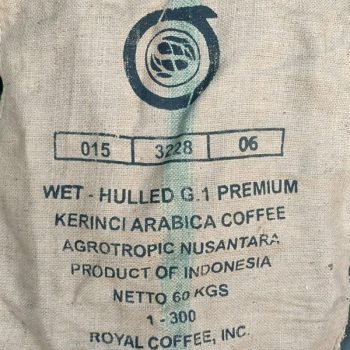 015 3228 06
WET - HULLED G.1 PREMIUM
KERINCI ARABICA COFFEE
AGROTROPIC NUSANTARA
PRODUCT OF INDONESIA
NETTO 60 KGS
1 - 300
ROYAL COFFEE, INC.